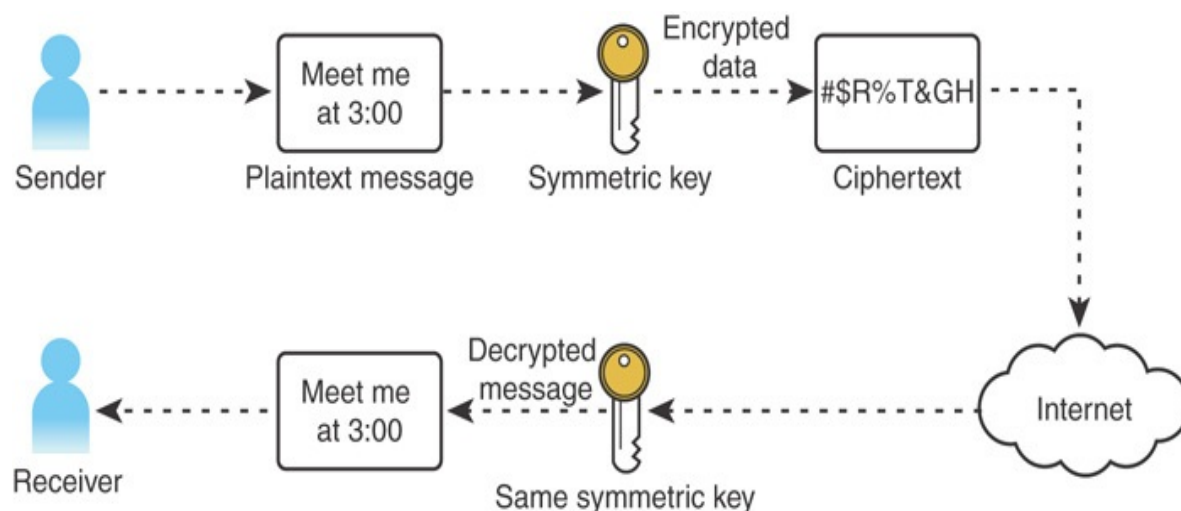 Meet me
at 3:00
Encrypted
data
#$R%T&GH
Sender
Plaintext message
Symmetric key
Ciphertext
Meet me
at 3:00
Decrypted
message
Internet
Receiver
Same symmetric key